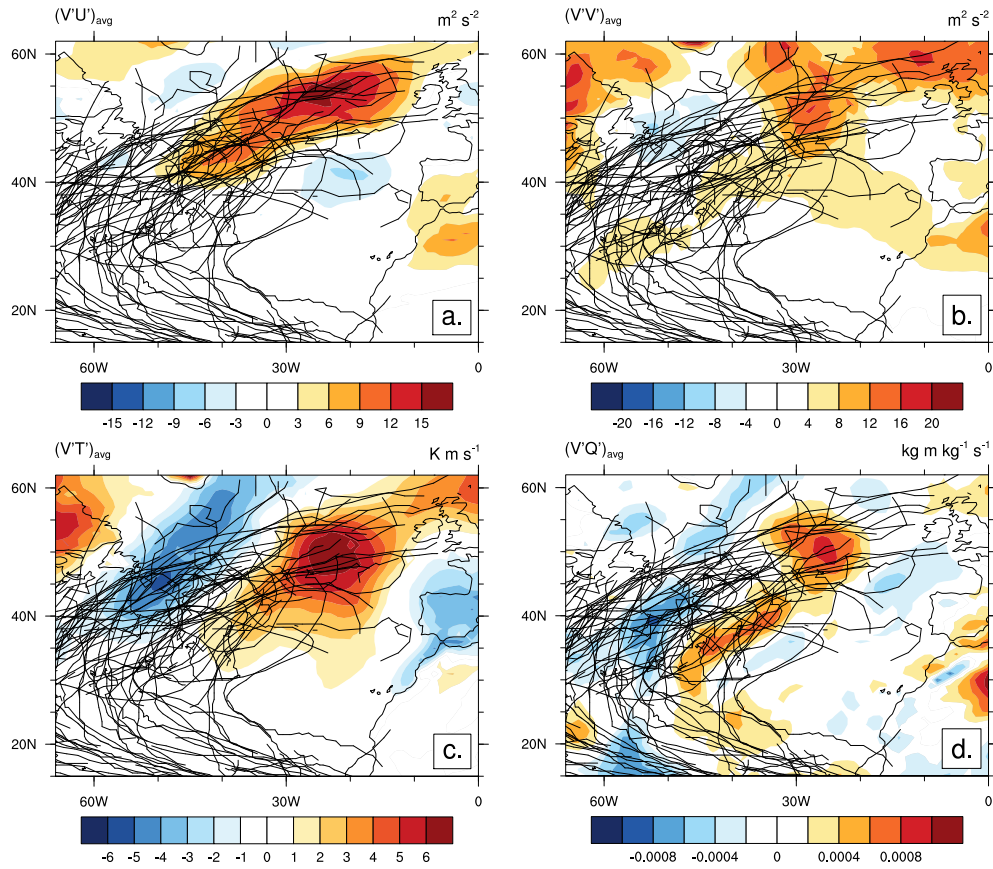 (V'U')avg m² s⁻² (V'V')avg m² s⁻²
60N 60N
40N 40N
20N 20N
a. b.
60W 30W 0 60W 30W 0
-15 -12 -9 -6 -3 0 3 6 9 12 15 -20 -16 -12 -8 -4 0 4 8 12 16 20
(V'T')avg K m s⁻¹ (V'Q')avg kg m kg⁻¹ s⁻¹
60N 60N
40N 40N
20N 20N
c. d.
60W 30W 0 60W 30W 0
-6 -5 -4 -3 -2 -1 0 1 2 3 4 5 6 -0.0008 -0.0004 0 0.0004 0.0008